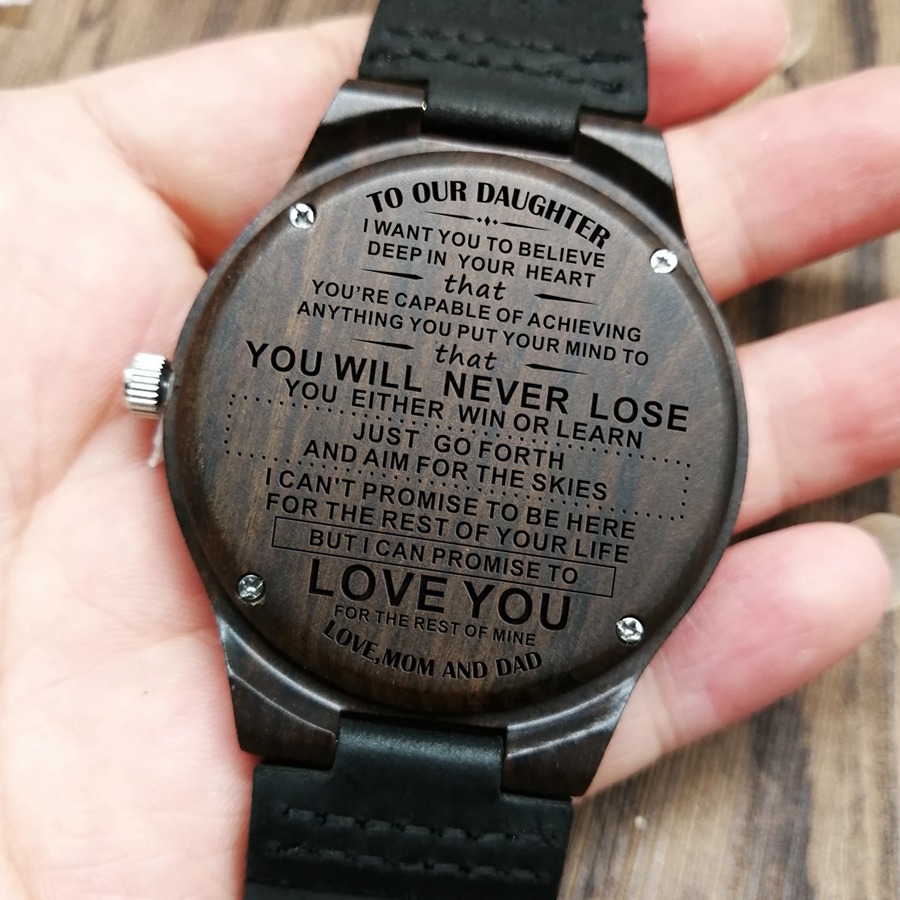 TO OUR DAUGHTER
I WANT YOU TO BELIEVE
DEEP IN YOUR HEART
that
YOU'RE CAPABLE OF ACHIEVING
ANYTHING YOU PUT YOUR MIND TO
that
YOU WILL NEVER LOSE
YOU EITHER WIN OR LEARN
JUST GO FORTH
AND AIM FOR THE SKIES
I CAN'T PROMISE TO BE HERE
FOR THE REST OF YOUR LIFE
BUT I CAN PROMISE TO
LOVE YOU
FOR THE REST OF MINE
LOVE,MOM AND DAD